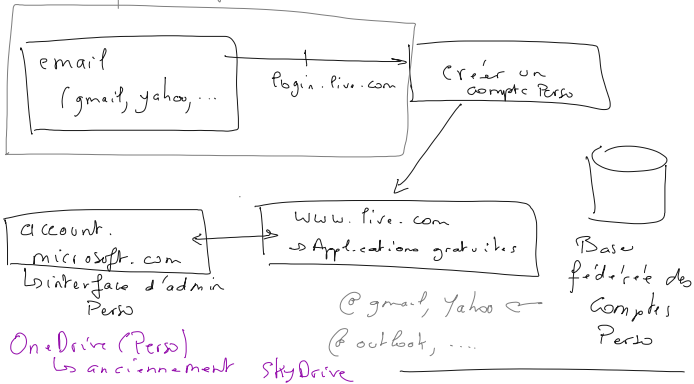 email
(gmail, yahoo, ...
login.live.com
Créer un
compte Perso
www.live.com
↳ Applications gratuites
account.
microsoft.com
↳ interface d'admin
Perso
Base
fédérée des
Comptes
Perso
@ gmail, Yahoo
@ outlook, ....
OneDrive (Perso)
↳ anciennement SkyDrive